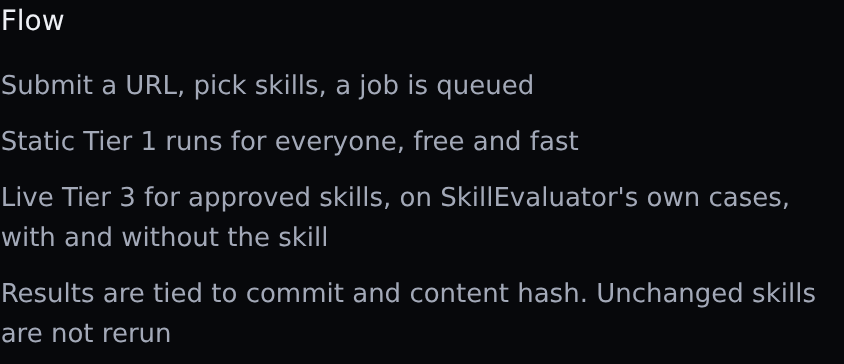 Flow
Submit a URL, pick skills, a job is queued
Static Tier 1 runs for everyone, free and fast
Live Tier 3 for approved skills, on SkillEvaluator's own cases,
with and without the skill
Results are tied to commit and content hash. Unchanged skills
are not rerun